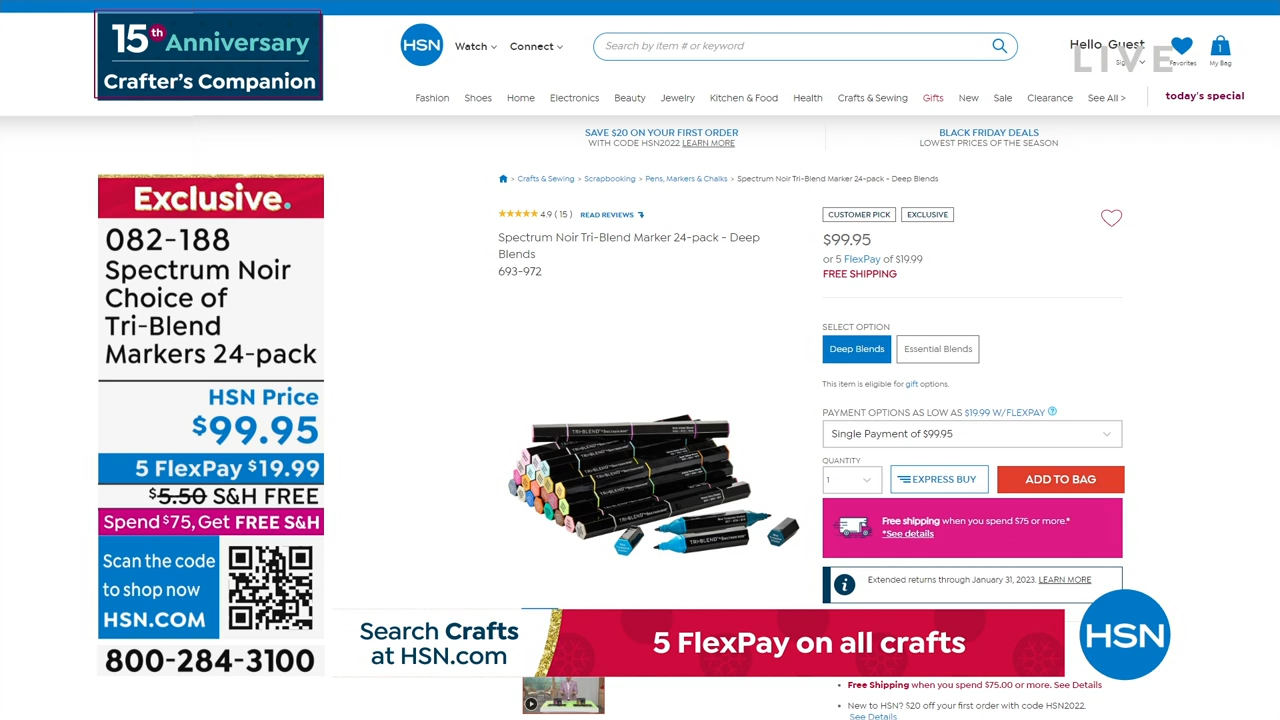 15th Anniversary
Crafter's Companion
HSN
Watch
Connect
Search by item # or keyword
Hello, Guest
LIVE
Favorites
1
My Bag
Fashion
Shoes
Home
Electronics
Beauty
Jewelry
Kitchen & Food
Health
Crafts & Sewing
Gifts
New
Sale
Clearance
See All >
today's special
SAVE $20 ON YOUR FIRST ORDER
WITH CODE HSN2022 LEARN MORE
BLACK FRIDAY DEALS
LOWEST PRICES OF THE SEASON
> Crafts & Sewing > Scrapbooking > Pens, Markers & Chalks > Spectrum Noir Tri-Blend Marker 24-pack - Deep Blends
4.9 ( 15 ) READ REVIEWS
Spectrum Noir Tri-Blend Marker 24-pack - Deep
Blends
693-972
CUSTOMER PICK
EXCLUSIVE
$99.95
or 5 FlexPay of $19.99
FREE SHIPPING
SELECT OPTION
Deep Blends
Essential Blends
This item is eligible for gift options.
PAYMENT OPTIONS AS LOW AS $19.99 W/FLEXPAY ?
Single Payment of $99.95
QUANTITY
1
EXPRESS BUY
ADD TO BAG
Free shipping when you spend $75 or more.*
*See details
Extended returns through January 31, 2023. LEARN MORE
Exclusive.
082-188
Spectrum Noir
Choice of
Tri-Blend
Markers 24-pack
HSN Price
$99.95
5 FlexPay $19.99
$5.50 S&H FREE
Spend $75, Get FREE S&H
Scan the code
to shop now
HSN.COM
800-284-3100
TRI-BLEND
TRI-BLEND
TRI-BLEND
Search Crafts
at HSN.com
5 FlexPay on all crafts
HSN
Free Shipping when you spend $75.00 or more. See Details
New to HSN? $20 off your first order with code HSN2022.
See Details